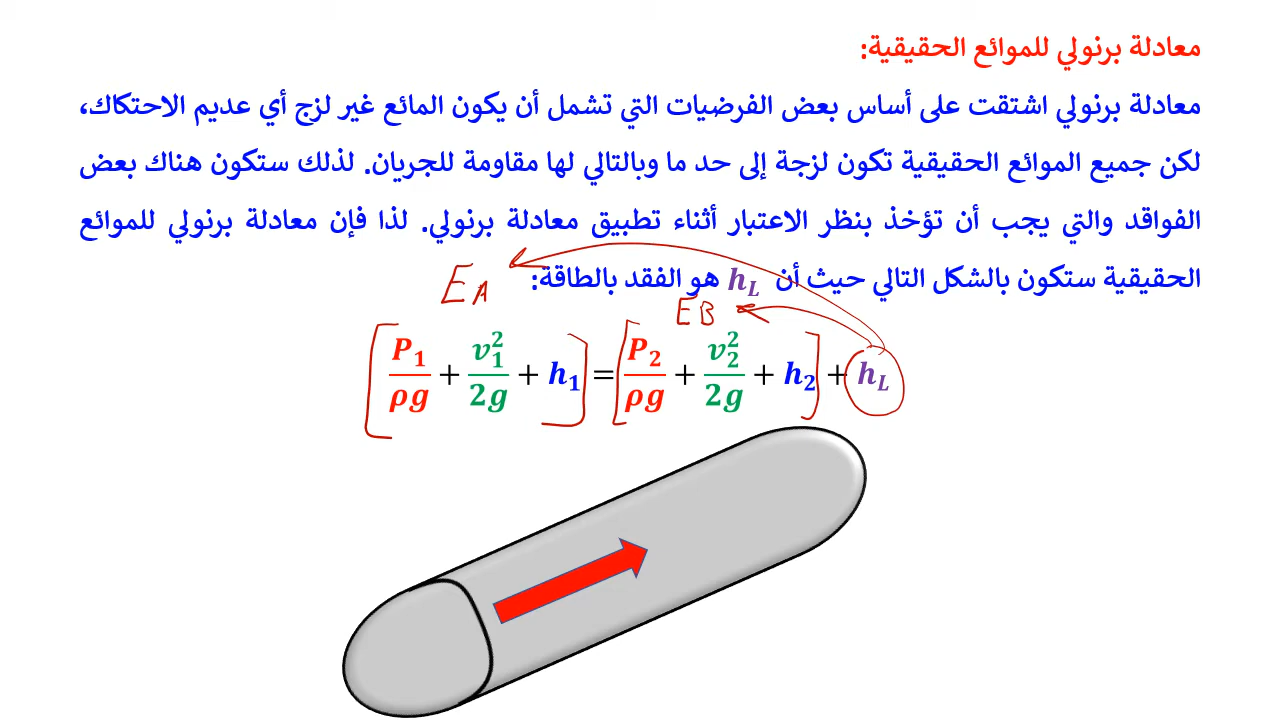 معادلة برنولي للموائع الحقيقية:
معادلة برنولي اشتقت على أساس بعض الفرضيات التي تشمل أن يكون المائع غير لزج أي عديم الاحتكاك،
لكن جميع الموائع الحقيقية تكون لزجة إلى حد ما وبالتالي لها مقاومة للجريان. لذلك ستكون هناك بعض
الفواقد والتي يجب أن تؤخذ بنظر الاعتبار أثناء تطبيق معادلة برنولي. لذا فإن معادلة برنولي للموائع
الحقيقية ستكون بالشكل التالي حيث أن h_L هو الفقد بالطاقة:
EA
EB
[P₁/ρg + v₁²/2g + h₁] = [P₂/ρg + v₂²/2g + h₂] + h_L